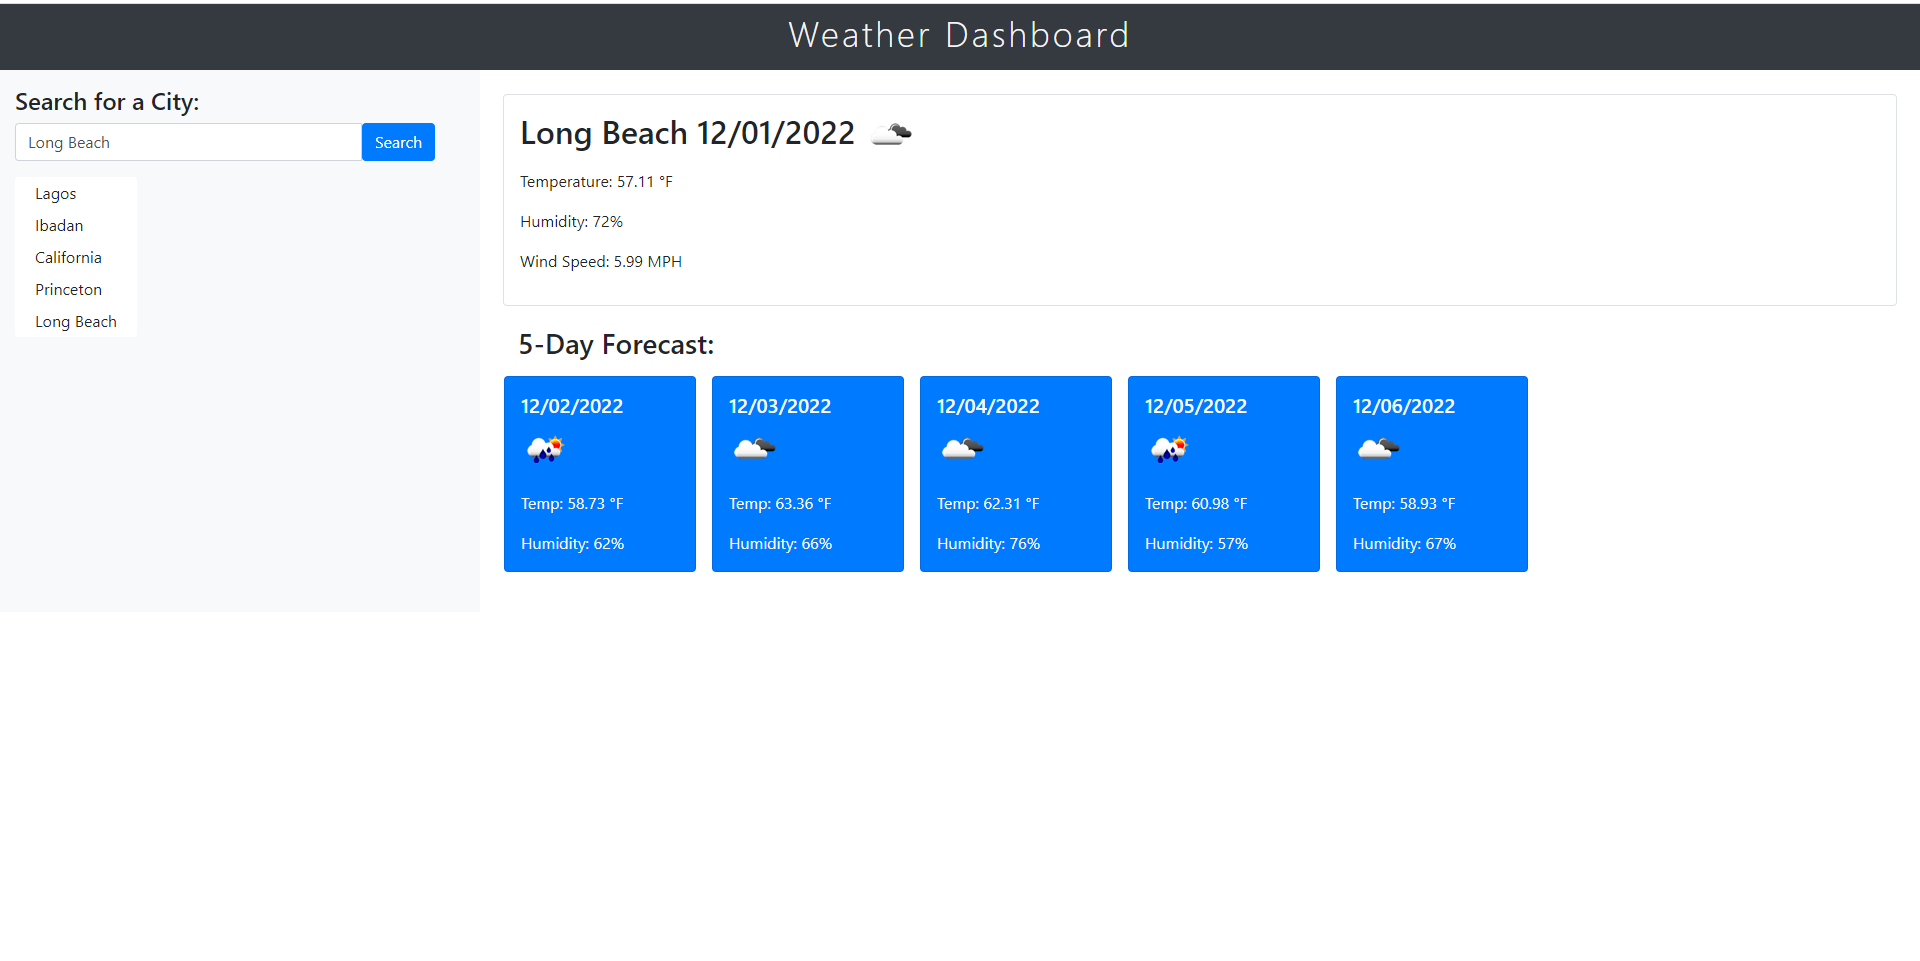 Weather Dashboard
Search for a City:
Long Beach
Search
Lagos
Ibadan
California
Princeton
Long Beach
Long Beach 12/01/2022
Temperature: 57.11 °F
Humidity: 72%
Wind Speed: 5.99 MPH
5-Day Forecast:
12/02/2022
Temp: 58.73 °F
Humidity: 62%
12/03/2022
Temp: 63.36 °F
Humidity: 66%
12/04/2022
Temp: 62.31 °F
Humidity: 76%
12/05/2022
Temp: 60.98 °F
Humidity: 57%
12/06/2022
Temp: 58.93 °F
Humidity: 67%